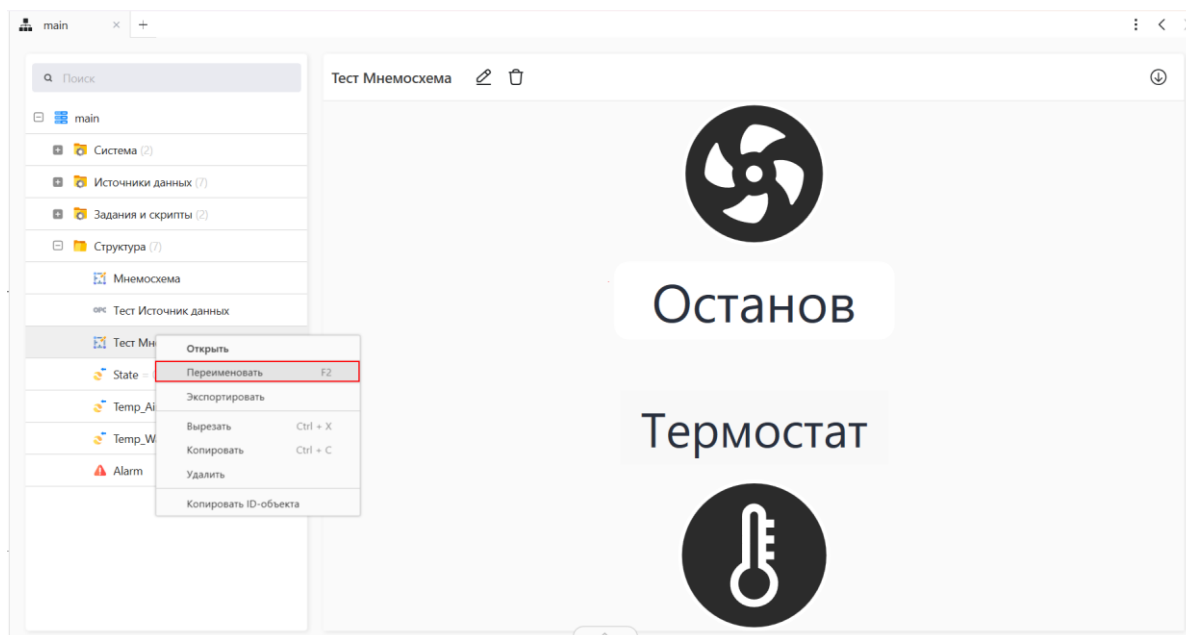 main × +
Поиск
Тест Мнемосхема
main
Система (2)
Источники данных (7)
Задания и скрипты (2)
Структура (7)
Мнемосхема
OPC Тест Источник данных
Тест Мн
Открыть
State =
Переименовать F2
Экспортировать
Temp_Ai
Вырезать Ctrl + X
Temp_W
Копировать Ctrl + C
Alarm
Удалить
Копировать ID-объекта
Останов
Термостат